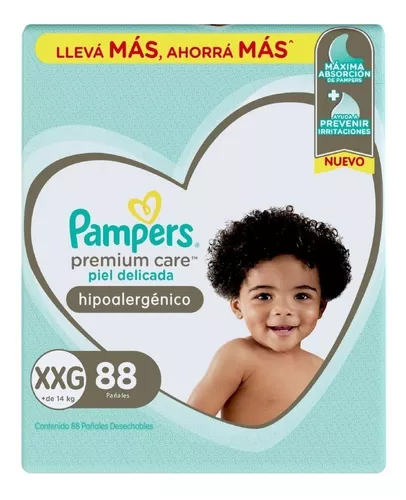 LLEVÁ MÁS, AHORRÁ MÁS^
MÁXIMA
ABSORCIÓN
DE PAMPERS
+
AYUDA A
PREVENIR
IRRITACIONES
NUEVO
Pampers®
premium care™
piel delicada
hipoalergénico
XXG
+de 14 kg
88
Pañales
Contenido 88 Pañales Desechables